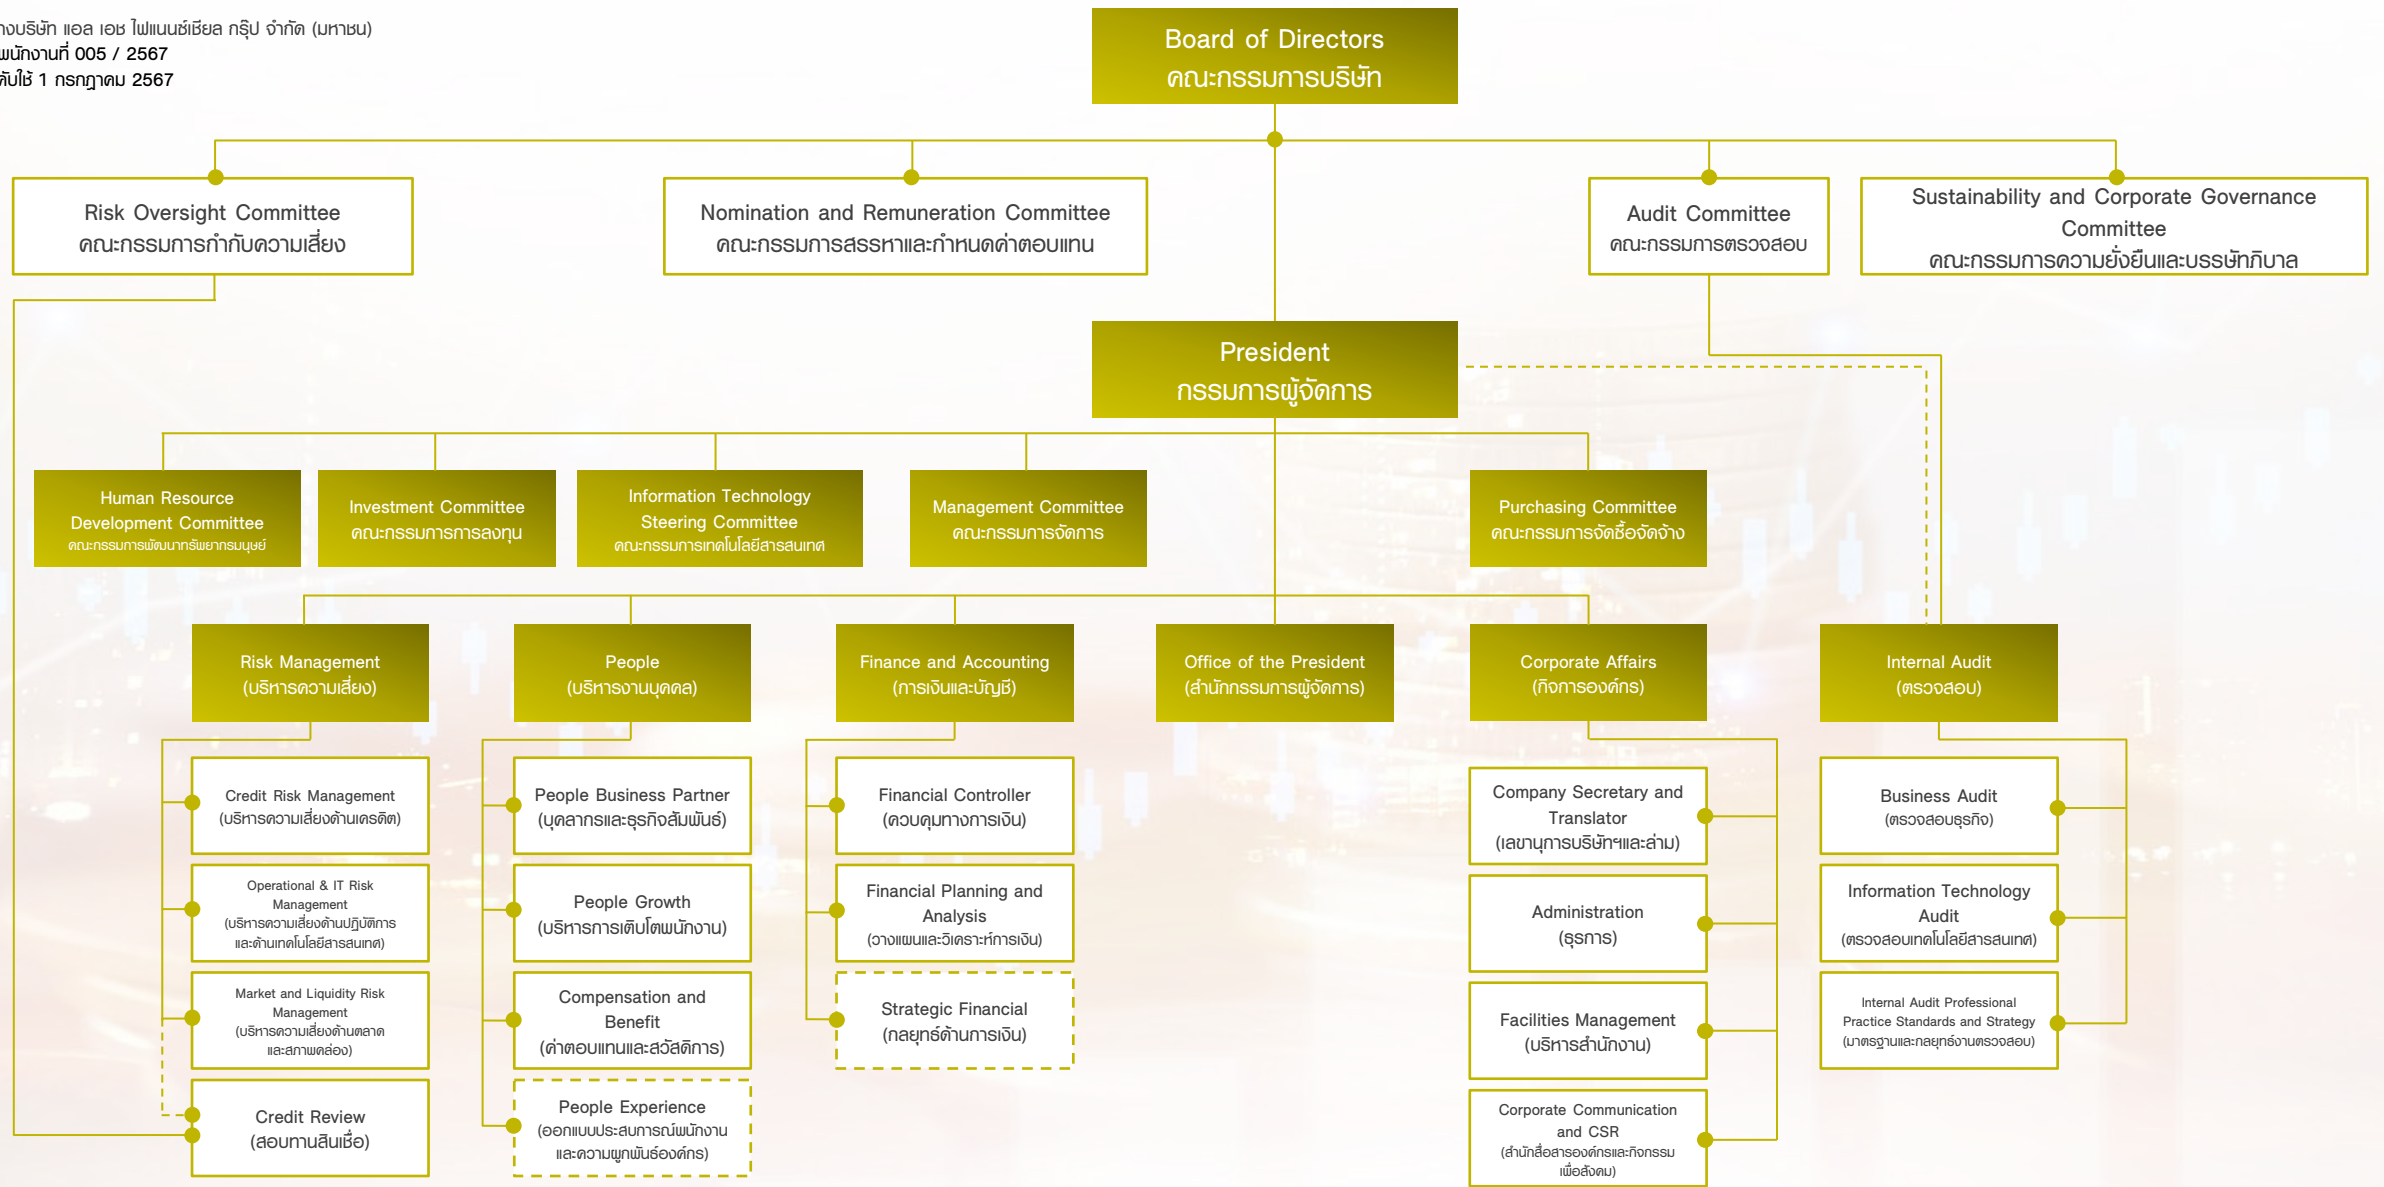 บริษัท แอล เอช ไฟแนนซ์เชียล กรุ๊ป จำกัด (มหาชน)
พนักงานที่ 005 / 2567
1 กรกฎาคม 2567
Board of Directors
คณะกรรมการบริษัท
Risk Oversight Committee
คณะกรรมการกำกับความเสี่ยง
Nomination and Remuneration Committee
คณะกรรมการสรรหาและกำหนดค่าตอบแทน
Audit Committee
คณะกรรมการตรวจสอบ
Sustainability and Corporate Governance
Committee
คณะกรรมการความยั่งยืนและบรรษัทภิบาล
President
กรรมการผู้จัดการ
Human Resource
Development Committee
คณะกรรมการพัฒนาทรัพยากรมนุษย์
Investment Committee
คณะกรรมการการลงทุน
Information Technology
Steering Committee
คณะกรรมการเทคโนโลยีสารสนเทศ
Management Committee
คณะกรรมการจัดการ
Purchasing Committee
คณะกรรมการจัดซื้อจัดจ้าง
Risk Management
(บริหารความเสี่ยง)
People
(บริหารงานบุคคล)
Finance and Accounting
(การเงินและบัญชี)
Office of the President
(สำนักกรรมการผู้จัดการ)
Corporate Affairs
(กิจการองค์กร)
Internal Audit
(ตรวจสอบ)
Credit Risk Management
(บริหารความเสี่ยงด้านเครดิต)
Operational & IT Risk
Management
(บริหารความเสี่ยงด้านปฏิบัติการ
และด้านเทคโนโลยีสารสนเทศ)
Market and Liquidity Risk
Management
(บริหารความเสี่ยงด้านตลาด
และสภาพคล่อง)
Credit Review
(สอบทานสินเชื่อ)
People Business Partner
(บุคลากรและธุรกิจสัมพันธ์)
People Growth
(บริหารการเติบโตพนักงาน)
Compensation and
Benefit
(ค่าตอบแทนและสวัสดิการ)
People Experience
(ออกแบบประสบการณ์พนักงาน
และความผูกพันธ์องค์กร)
Financial Controller
(ควบคุมทางการเงิน)
Financial Planning and
Analysis
(วางแผนและวิเคราะห์การเงิน)
Strategic Financial
(กลยุทธ์ด้านการเงิน)
Company Secretary and
Translator
(เลขานุการบริษัทฯและล่าม)
Administration
(ธุรการ)
Facilities Management
(บริหารสำนักงาน)
Corporate Communication
and CSR
(สำนักสื่อสารองค์กรและกิจกรรม
เพื่อสังคม)
Business Audit
(ตรวจสอบธุรกิจ)
Information Technology
Audit
(ตรวจสอบเทคโนโลยีสารสนเทศ)
Internal Audit Professional
Practice Standards and Strategy
(มาตรฐานและกลยุทธ์งานตรวจสอบ)